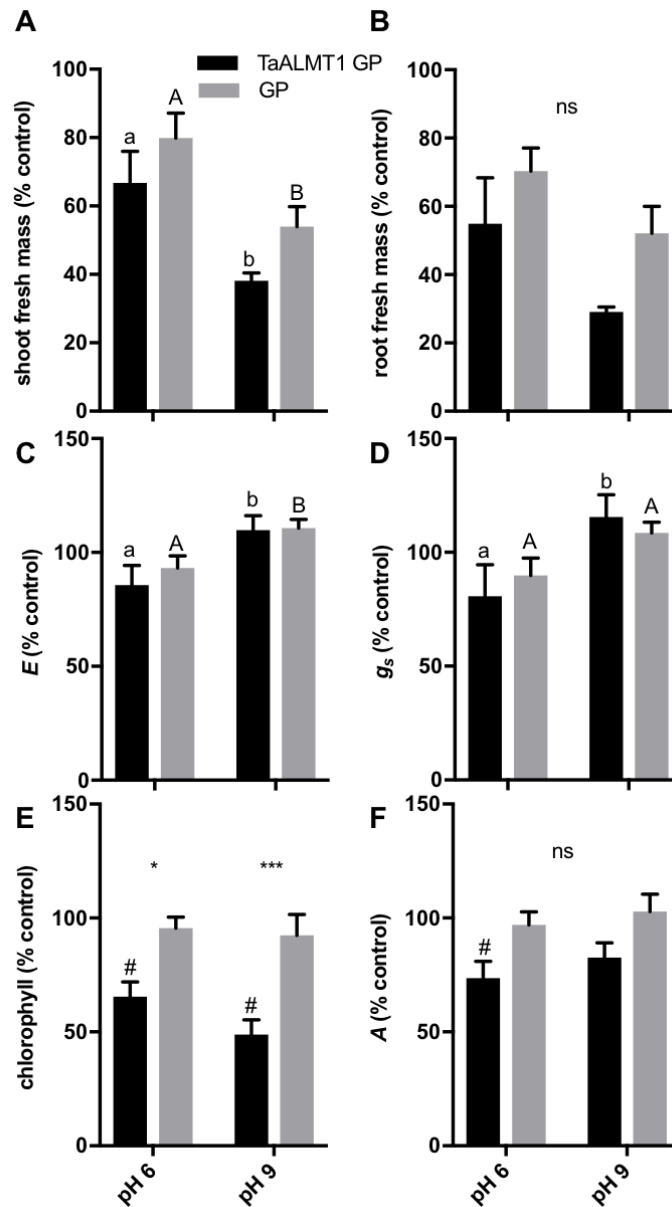 A
B
TaALMT1 GP
GP
shoot fresh mass (% control)
100
80
60
40
20
0
a
A
b
B
root fresh mass (% control)
100
80
60
40
20
0
ns
C
D
E (% control)
150
100
50
0
a
A
b
B
gs (% control)
150
100
50
0
a
A
b
A
E
F
chlorophyll (% control)
150
100
50
0
*
***
#
#
pH 6
pH 9
A (% control)
150
100
50
0
ns
#
pH 6
pH 9